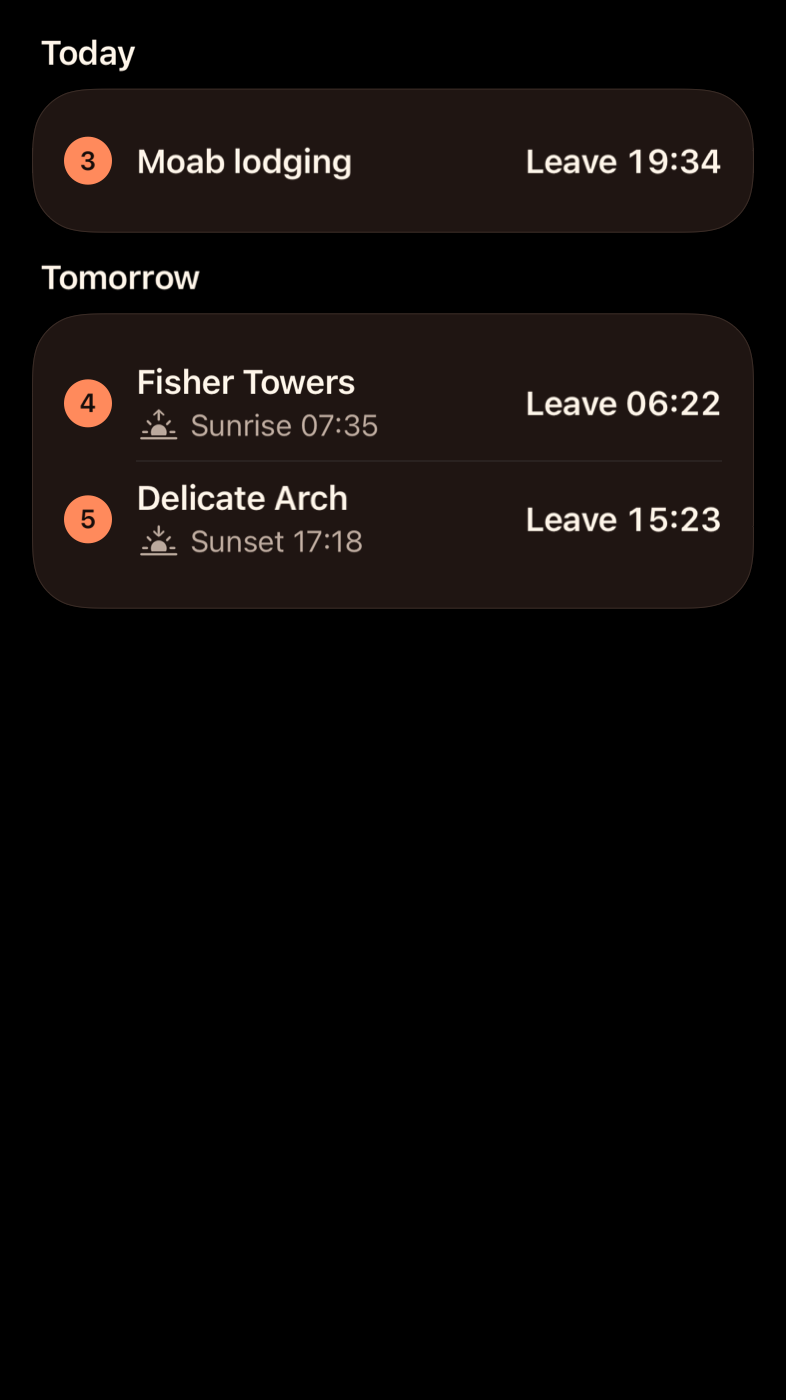 Today
3 Moab lodging Leave 19:34
Tomorrow
4 Fisher Towers Leave 06:22
Sunrise 07:35
5 Delicate Arch Leave 15:23
Sunset 17:18